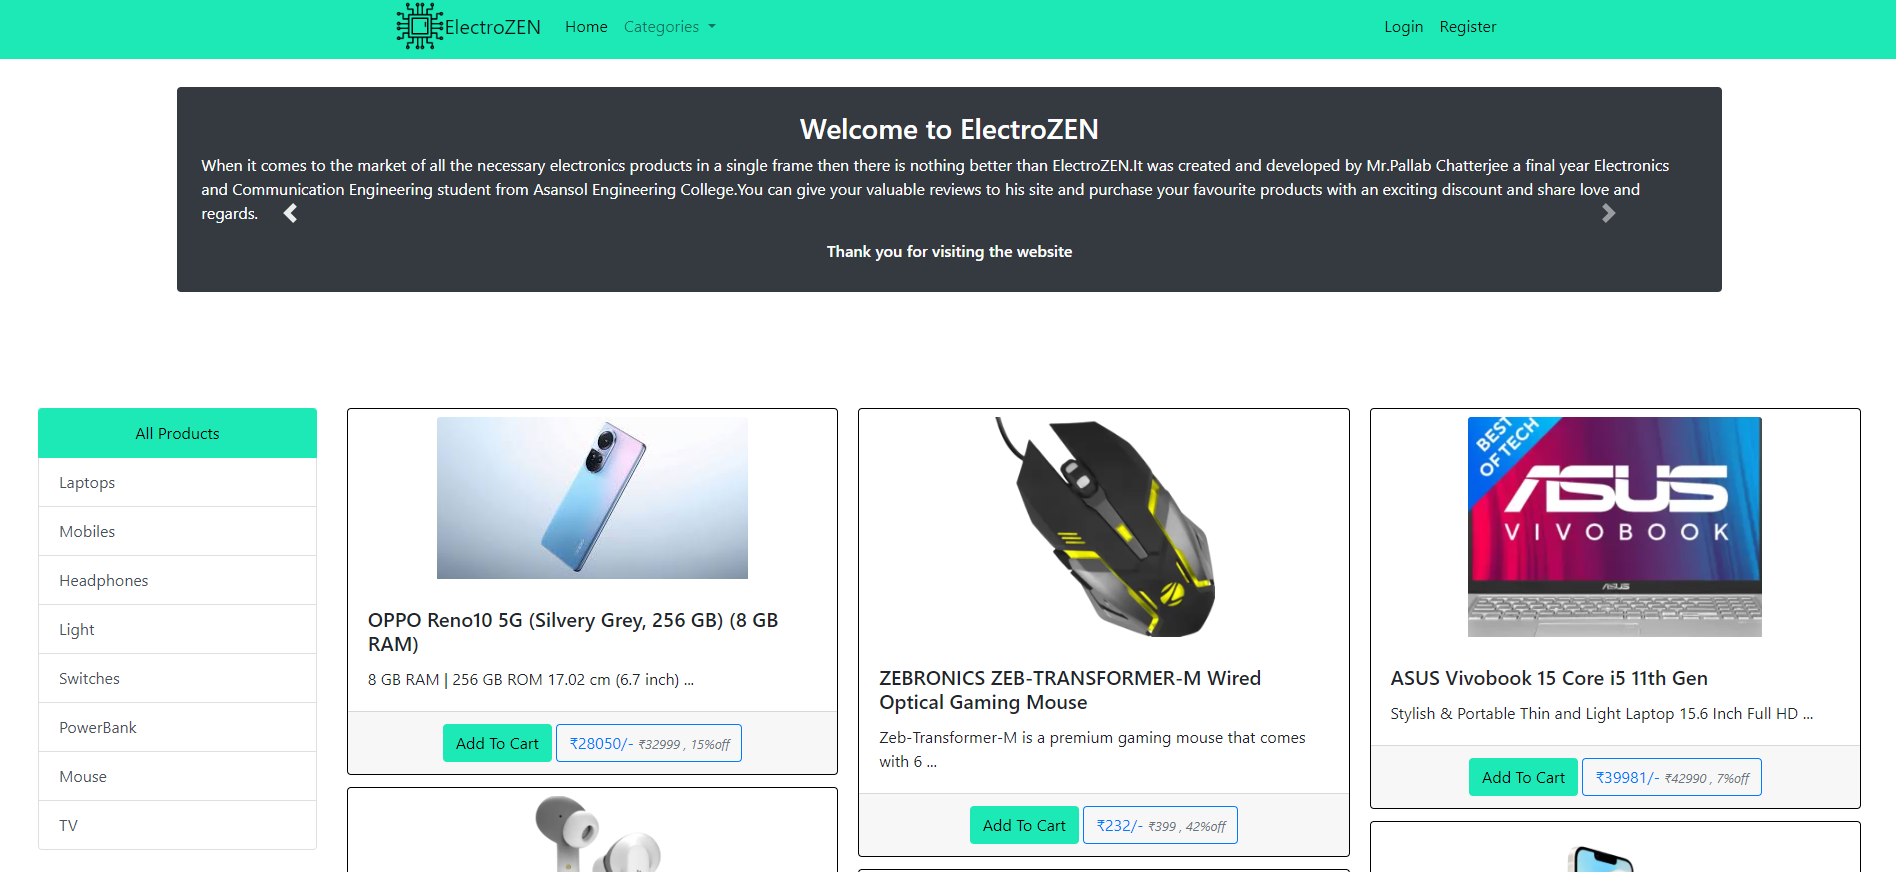 ElectroZEN Home Categories Login Register
Welcome to ElectroZEN
When it comes to the market of all the necessary electronics products in a single frame then there is nothing better than ElectroZEN.It was created and developed by Mr.Pallab Chatterjee a final year Electronics
and Communication Engineering student from Asansol Engineering College.You can give your valuable reviews to his site and purchase your favourite products with an exciting discount and share love and
regards.
Thank you for visiting the website
All Products
Laptops
Mobiles
Headphones
Light
Switches
PowerBank
Mouse
TV
OPPO Reno10 5G (Silvery Grey, 256 GB) (8 GB
RAM)
8 GB RAM | 256 GB ROM 17.02 cm (6.7 inch) ...
Add To Cart ₹28050/- ₹32999 , 15%off
ZEBRONICS ZEB-TRANSFORMER-M Wired
Optical Gaming Mouse
Zeb-Transformer-M is a premium gaming mouse that comes
with 6 ...
Add To Cart ₹232/- ₹399 , 42%off
BEST
OF TECH
ASUS
VIVOBOOK
ASUS
ASUS Vivobook 15 Core i5 11th Gen
Stylish & Portable Thin and Light Laptop 15.6 Inch Full HD ...
Add To Cart ₹39981/- ₹42990 , 7%off